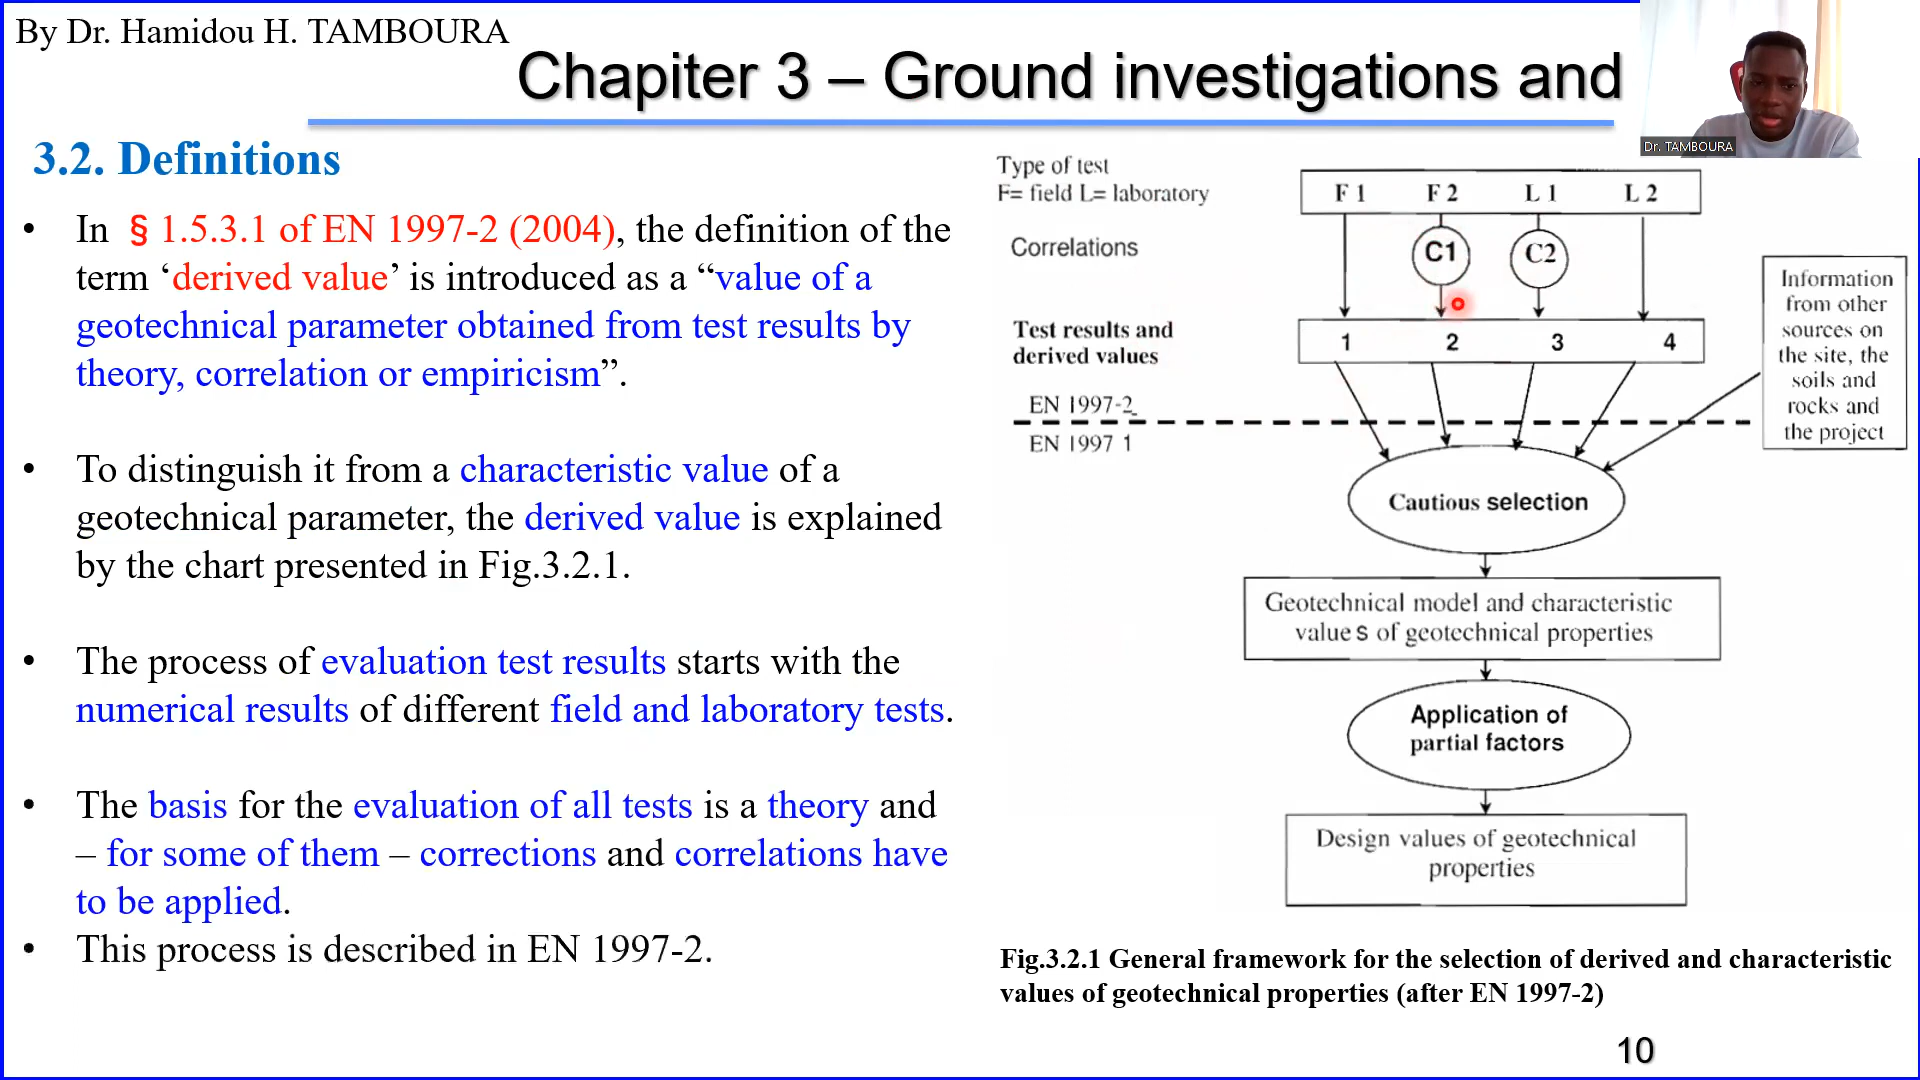 By Dr. Hamidou H. TAMBOURA
Chapiter 3 – Ground investigations and
Dr. TAMBOURA
3.2. Definitions
• In § 1.5.3.1 of EN 1997-2 (2004), the definition of the
term ‘derived value’ is introduced as a “value of a
geotechnical parameter obtained from test results by
theory, correlation or empiricism”.
• To distinguish it from a characteristic value of a
geotechnical parameter, the derived value is explained
by the chart presented in Fig.3.2.1.
• The process of evaluation test results starts with the
numerical results of different field and laboratory tests.
• The basis for the evaluation of all tests is a theory and
– for some of them – corrections and correlations have
to be applied.
• This process is described in EN 1997-2.
Type of test
F= field L= laboratory
F 1 F 2 L 1 L 2
Correlations
C1 C2
Test results and
derived values
1 2 3 4
Information
from other
sources on
the site, the
soils and
rocks and
the project
EN 1997-2
EN 1997 1
Cautious selection
Geotechnical model and characteristic
values of geotechnical properties
Application of
partial factors
Design values of geotechnical
properties
Fig.3.2.1 General framework for the selection of derived and characteristic
values of geotechnical properties (after EN 1997-2)
10